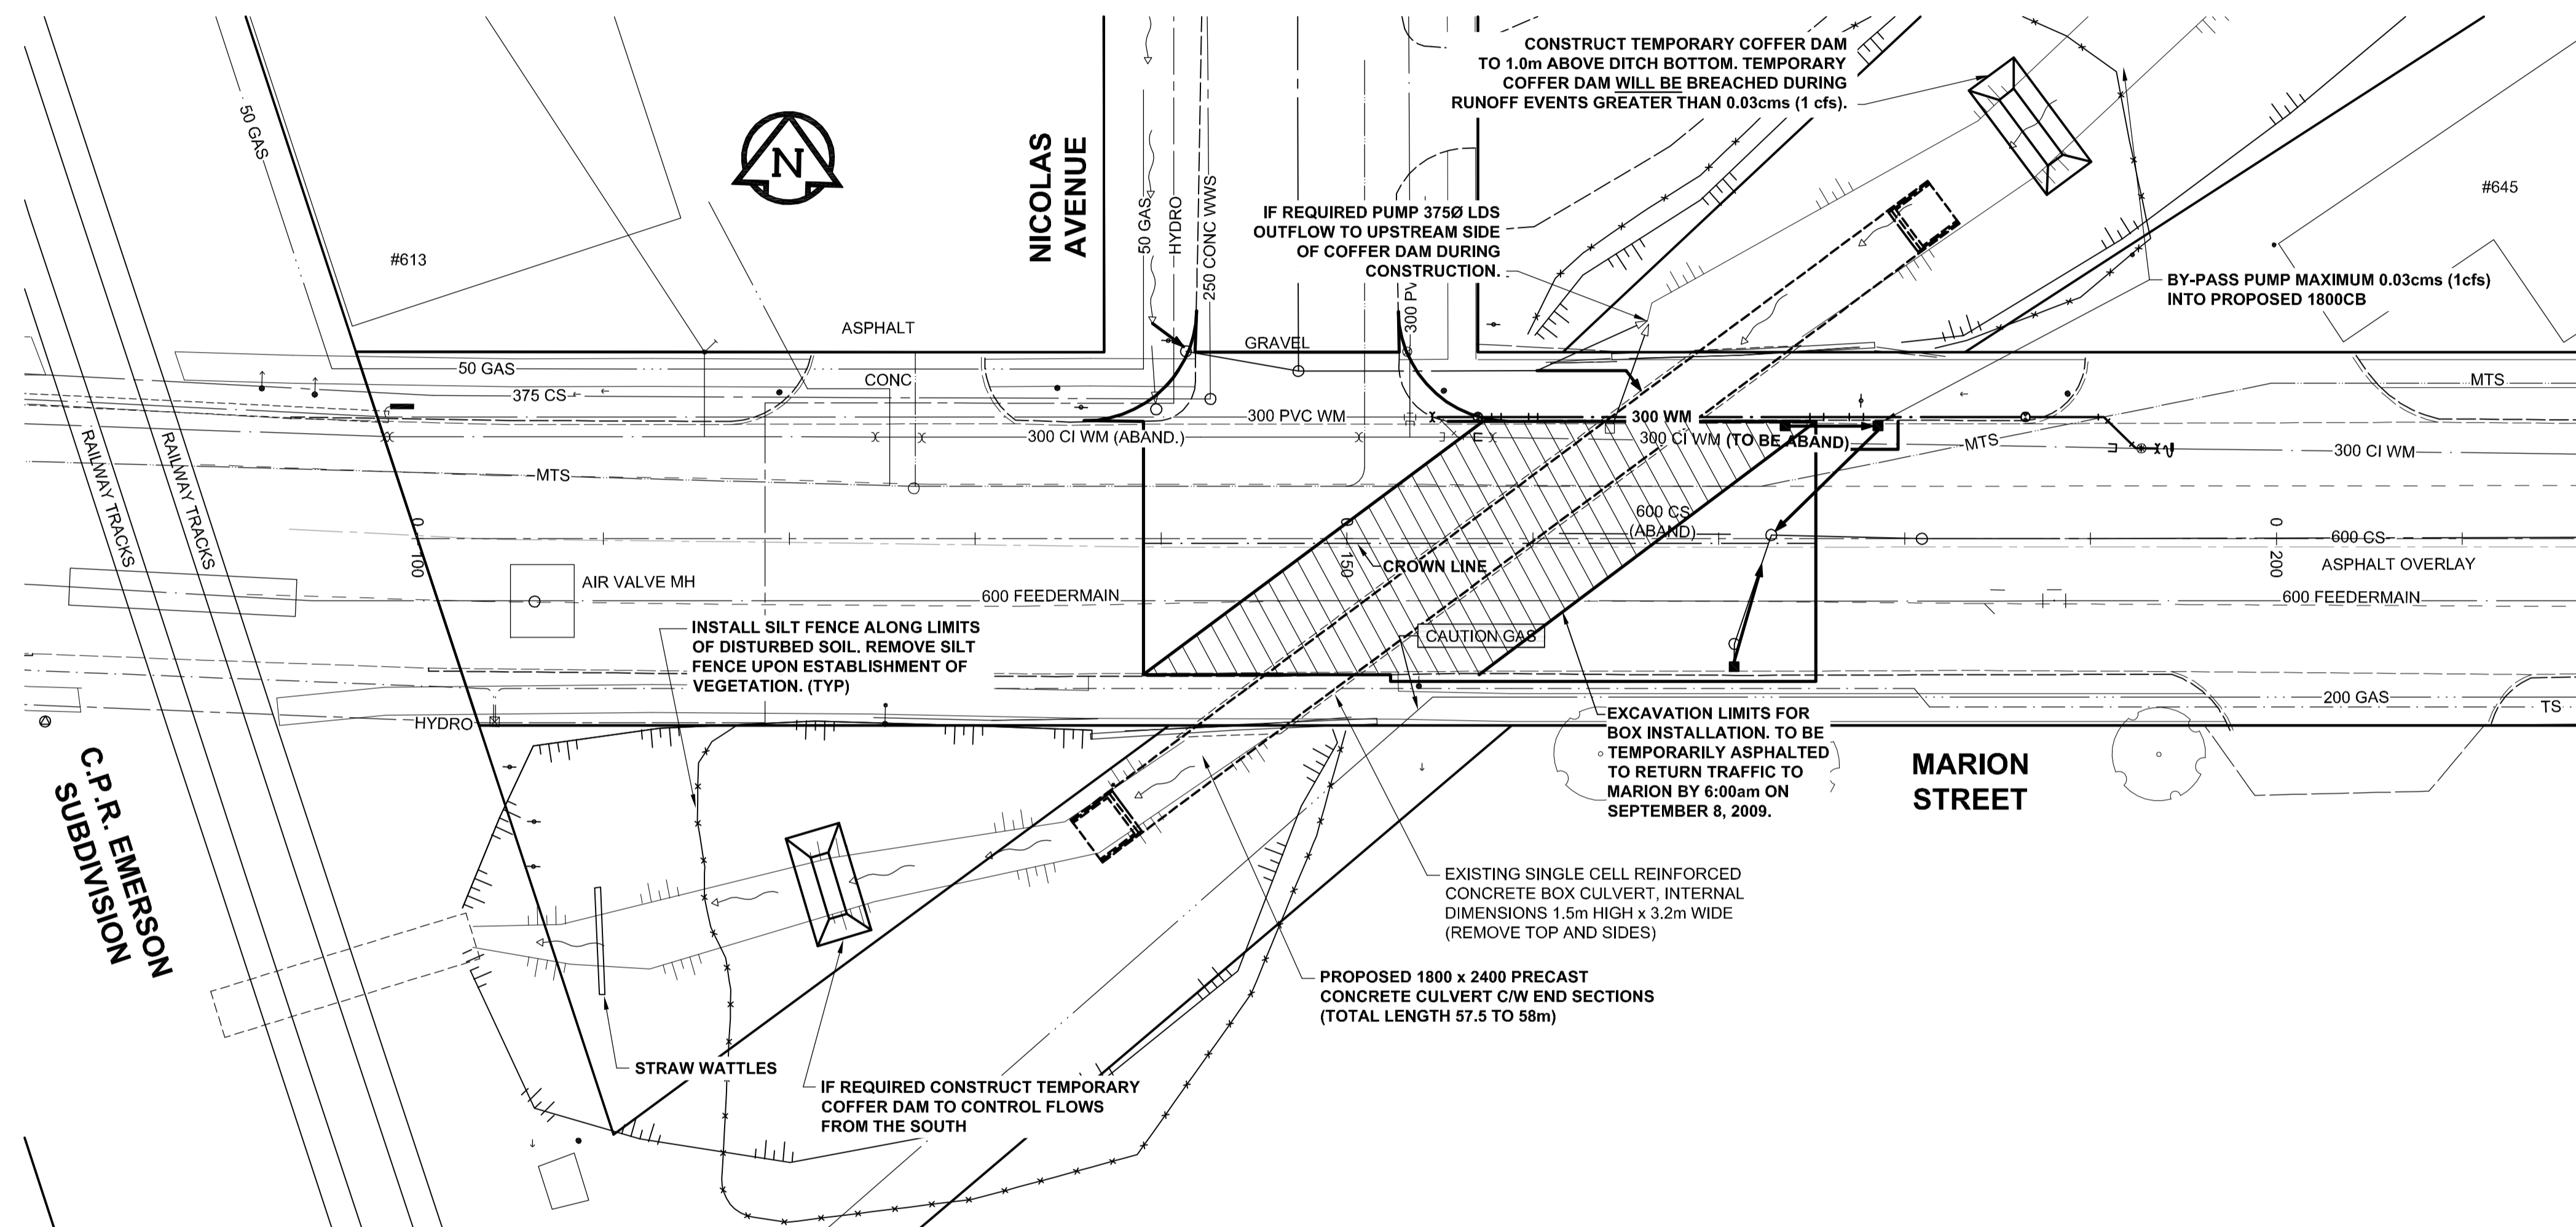 CONSTRUCT TEMPORARY COFFER DAM
TO 1.0m ABOVE DITCH BOTTOM. TEMPORARY
COFFER DAM WILL BE BREACHED DURING
RUNOFF EVENTS GREATER THAN 0.03cms (1 cfs).
50 GAS
N
NICOLAS
AVENUE
50 GAS
HYDRO
250 CONC WWS
#613
#645
IF REQUIRED PUMP 375Ø LDS
OUTFLOW TO UPSTREAM SIDE
OF COFFER DAM DURING
CONSTRUCTION.
300 PV
BY-PASS PUMP MAXIMUM 0.03cms (1cfs)
INTO PROPOSED 1800CB
ASPHALT
GRAVEL
50 GAS
375 CS
CONC
MTS
300 PVC WM
300 WM
300 CI WM (ABAND.)
300 CI WM (TO BE ABAND)
MTS
300 CI WM
MTS
RAILWAY TRACKS
RAILWAY TRACKS
0 100
0 150
0 200
600 CS
(ABAND)
600 CS
CROWN LINE
ASPHALT OVERLAY
AIR VALVE MH
600 FEEDERMAIN
600 FEEDERMAIN
CAUTION GAS
INSTALL SILT FENCE ALONG LIMITS
OF DISTURBED SOIL. REMOVE SILT
FENCE UPON ESTABLISHMENT OF
VEGETATION. (TYP)
200 GAS
TS
HYDRO
EXCAVATION LIMITS FOR
BOX INSTALLATION. TO BE
TEMPORARILY ASPHALTED
TO RETURN TRAFFIC TO
MARION BY 6:00am ON
SEPTEMBER 8, 2009.
MARION
STREET
C.P.R. EMERSON
SUBDIVISION
EXISTING SINGLE CELL REINFORCED
CONCRETE BOX CULVERT, INTERNAL
DIMENSIONS 1.5m HIGH x 3.2m WIDE
(REMOVE TOP AND SIDES)
PROPOSED 1800 x 2400 PRECAST
CONCRETE CULVERT C/W END SECTIONS
(TOTAL LENGTH 57.5 TO 58m)
STRAW WATTLES
IF REQUIRED CONSTRUCT TEMPORARY
COFFER DAM TO CONTROL FLOWS
FROM THE SOUTH